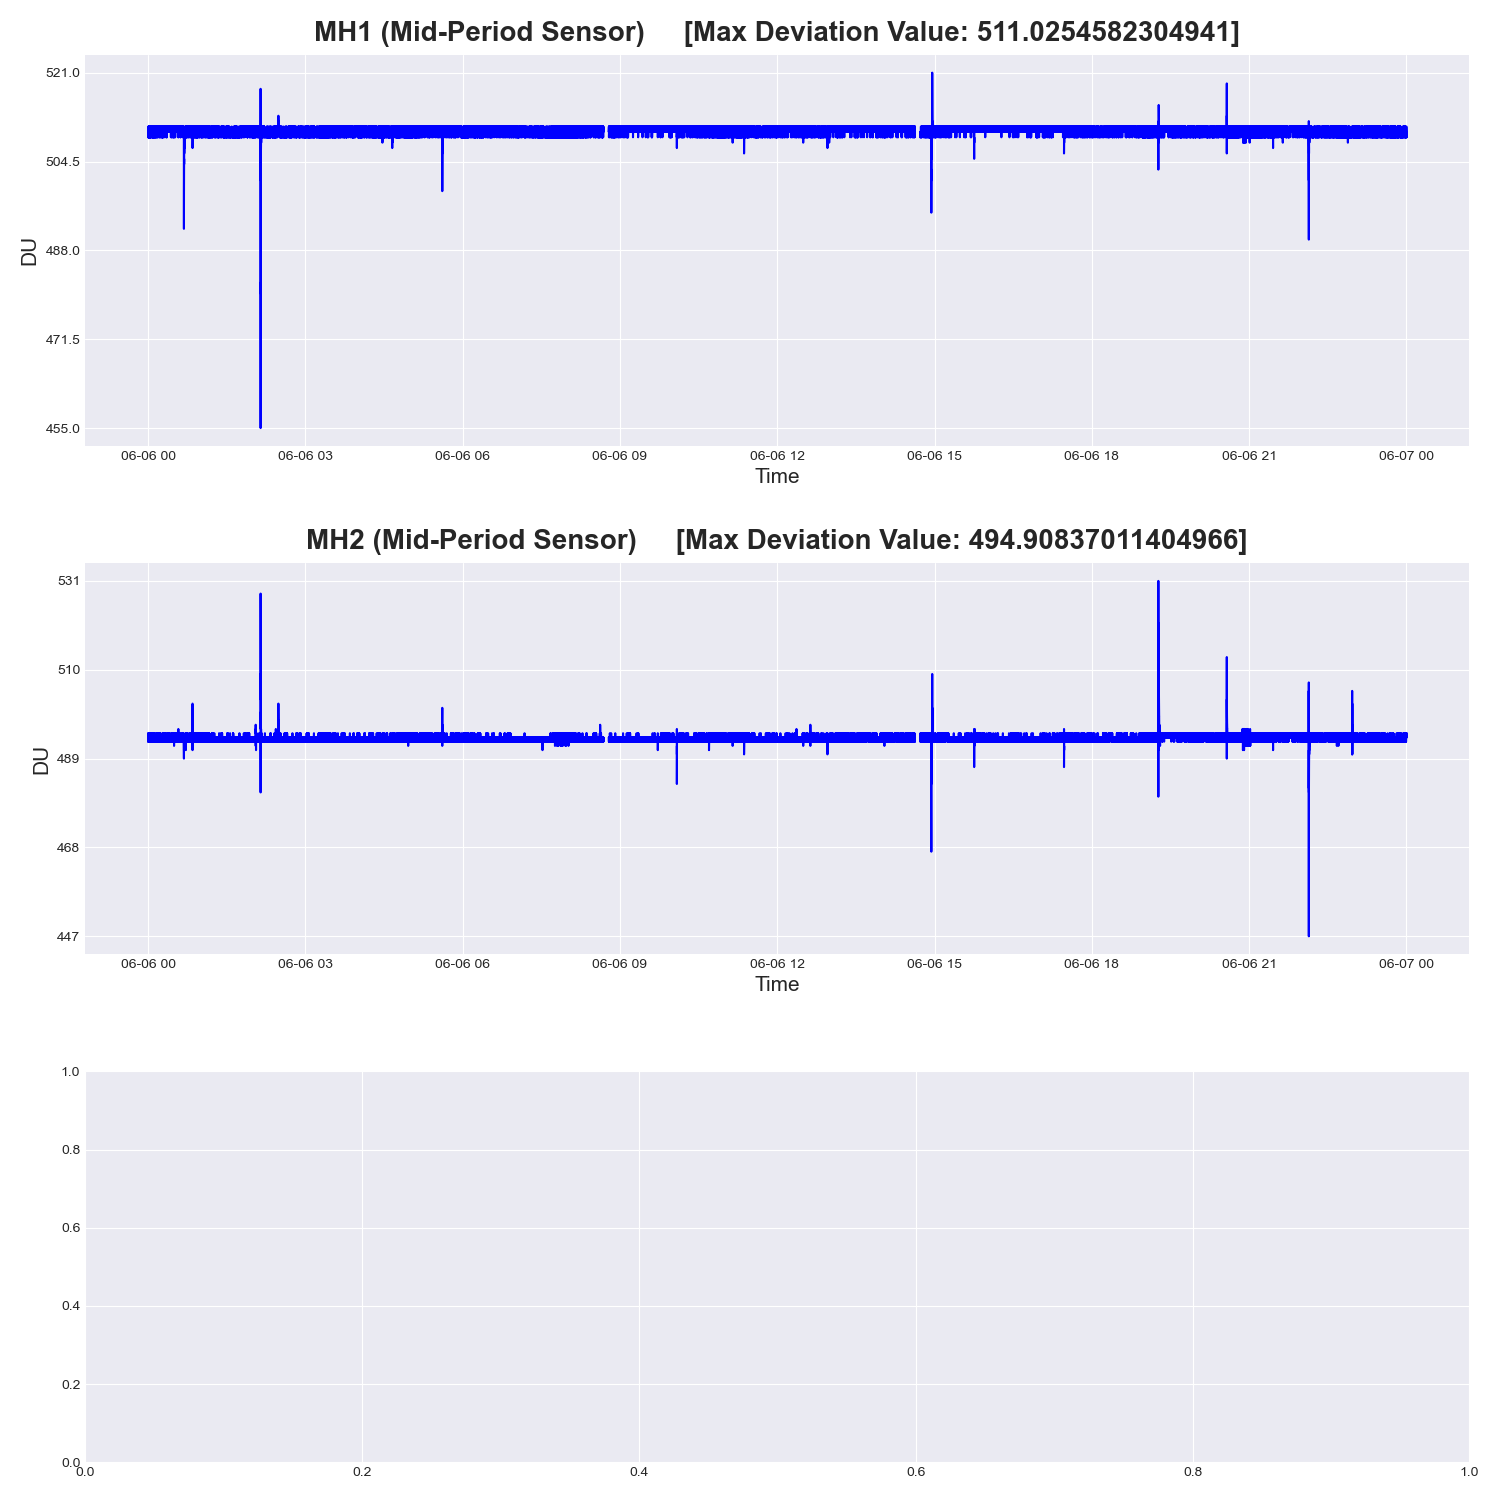 MH1 (Mid-Period Sensor) [Max Deviation Value: 511.0254582304941]
521.0
504.5
488.0
471.5
455.0
DU
06-06 00 06-06 03 06-06 06 06-06 09 06-06 12 06-06 15 06-06 18 06-06 21 06-07 00
Time
MH2 (Mid-Period Sensor) [Max Deviation Value: 494.90837011404966]
531
510
489
468
447
DU
06-06 00 06-06 03 06-06 06 06-06 09 06-06 12 06-06 15 06-06 18 06-06 21 06-07 00
Time
1.0
0.8
0.6
0.4
0.2
0.0
0.0 0.2 0.4 0.6 0.8 1.0